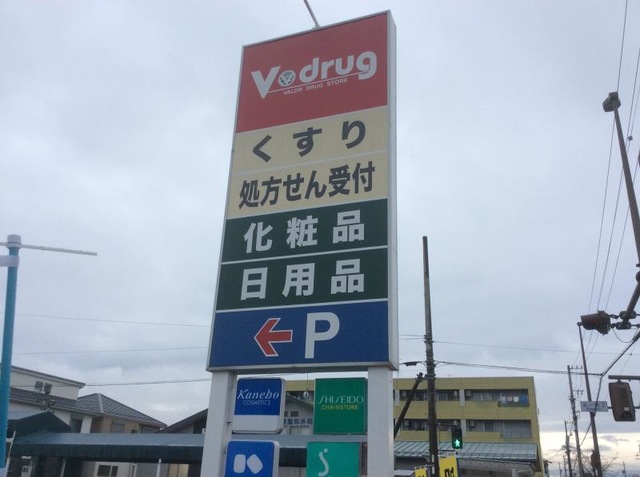 V drug
VALOR DRUG STORE
くすり
処方せん受付
化粧品
日用品
P
Kanebo
COSMETICS
SHISEIDO
CHAINSTORE